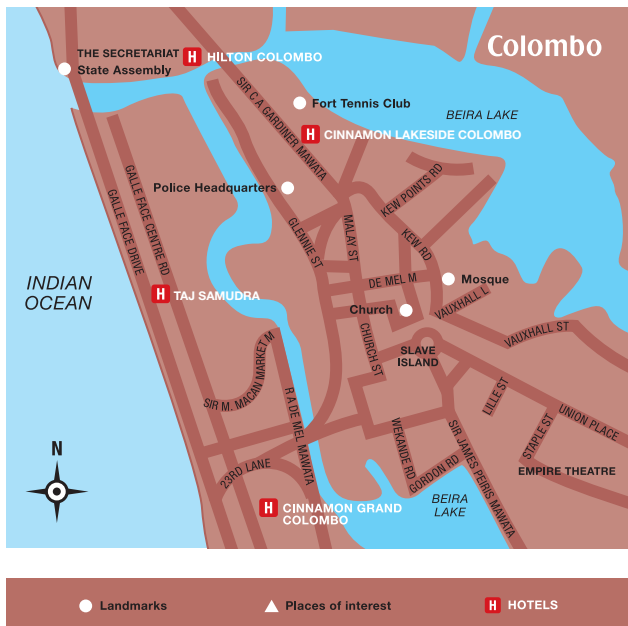 Colombo
THE SECRETARIAT
State Assembly
H
HILTON COLOMBO
SIR C A GARDINER MAWATA
Fort Tennis Club
BEIRA LAKE
H
CINNAMON LAKESIDE COLOMBO
Police Headquarters
GALLE FACE CENTRE RD
GALLE FACE DRIVE
GLENNIE ST
MALAY ST
KEW POINTS RD
KEW RD
INDIAN
OCEAN
H
TAJ SAMUDRA
DE MEL M
Mosque
Church
VAUXHALL L
VAUXHALL ST
CHURCH ST
SLAVE
ISLAND
SIR M. MACAN MARKET M
R A DE MEL MAWATA
LILLE ST
UNION PLACE
STAPLE ST
WEKANDE RD
SIR JAMES PEIRIS MAWATA
GORDON RD
EMPIRE THEATRE
23RD LANE
N
H
CINNAMON GRAND
COLOMBO
BEIRA
LAKE
Landmarks
Places of interest
H
HOTELS